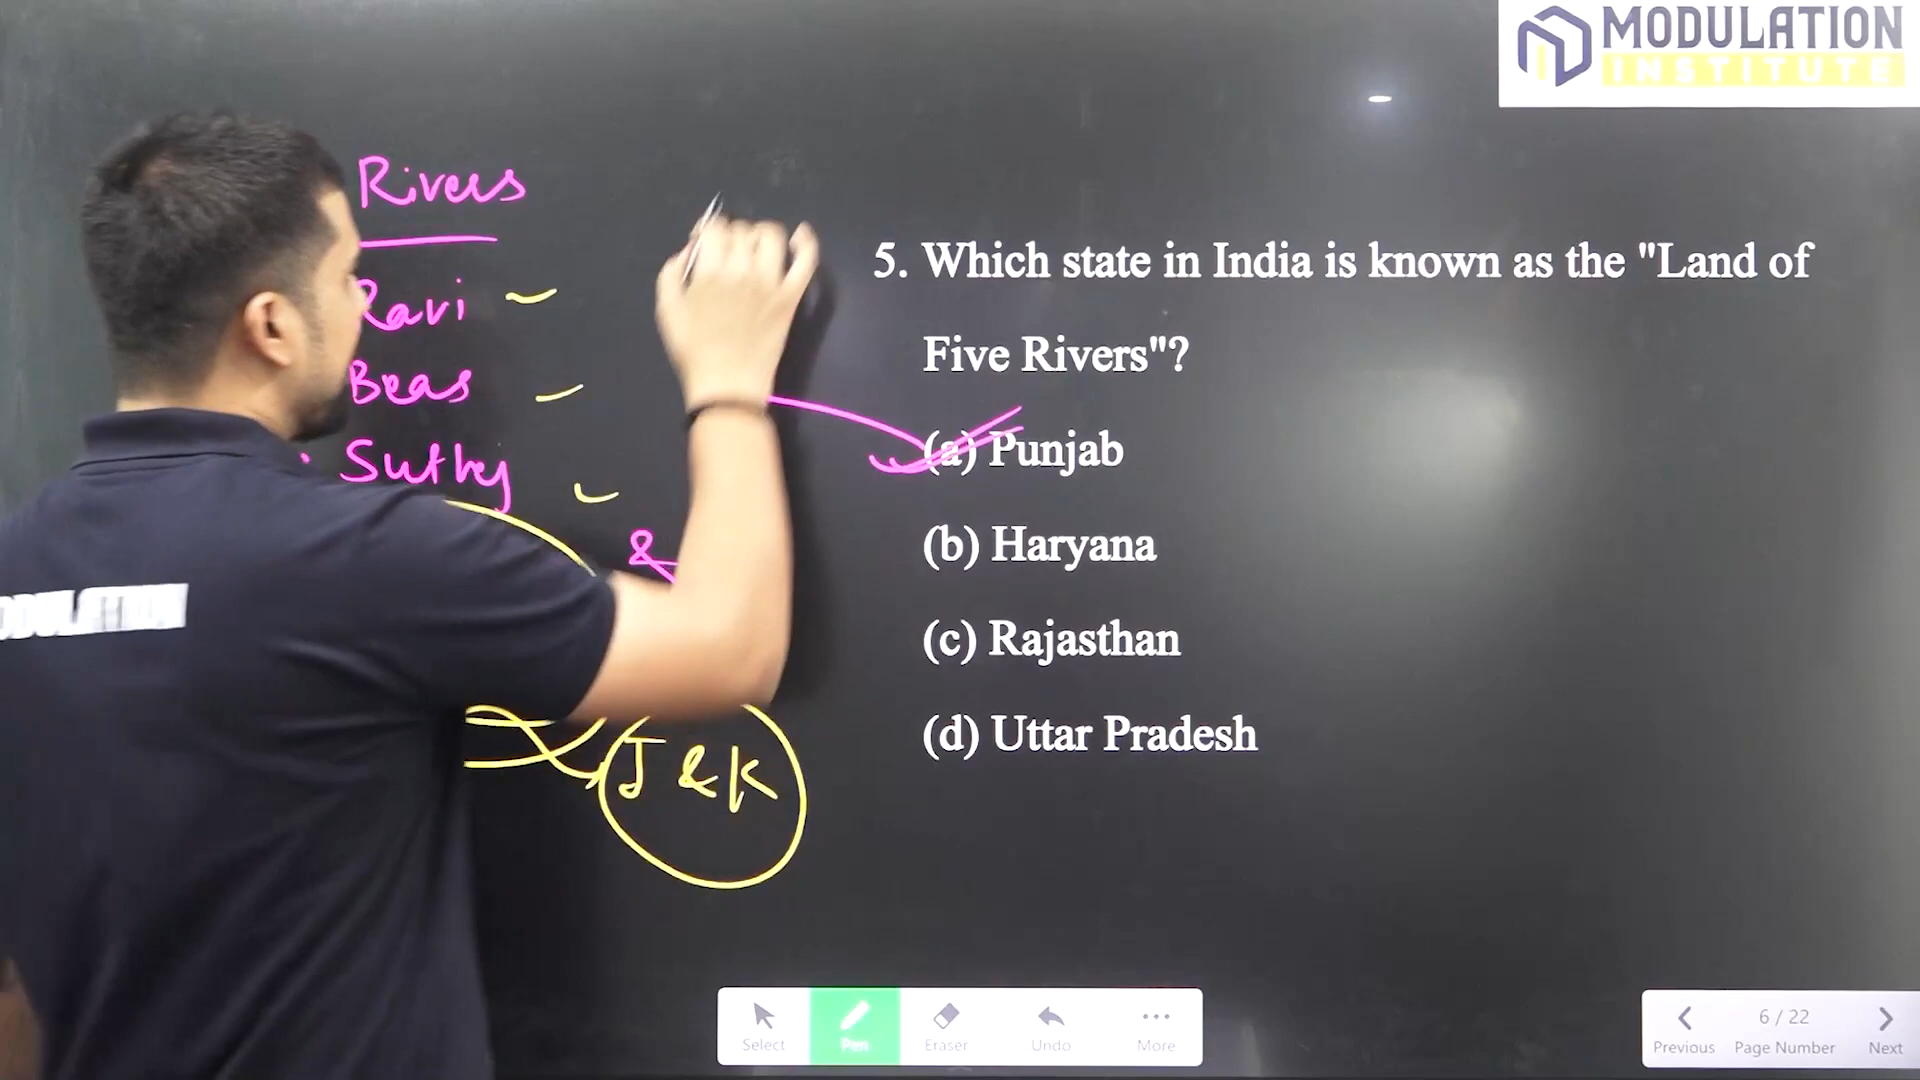 MODULATION
INSTITUTE
Rivers
Ravi
Beas
Sutlej
&
J & K
5. Which state in India is known as the "Land of
Five Rivers"?
(a) Punjab
(b) Haryana
(c) Rajasthan
(d) Uttar Pradesh
Select
Pen
Eraser
Undo
More
6 / 22
Previous
Page Number
Next